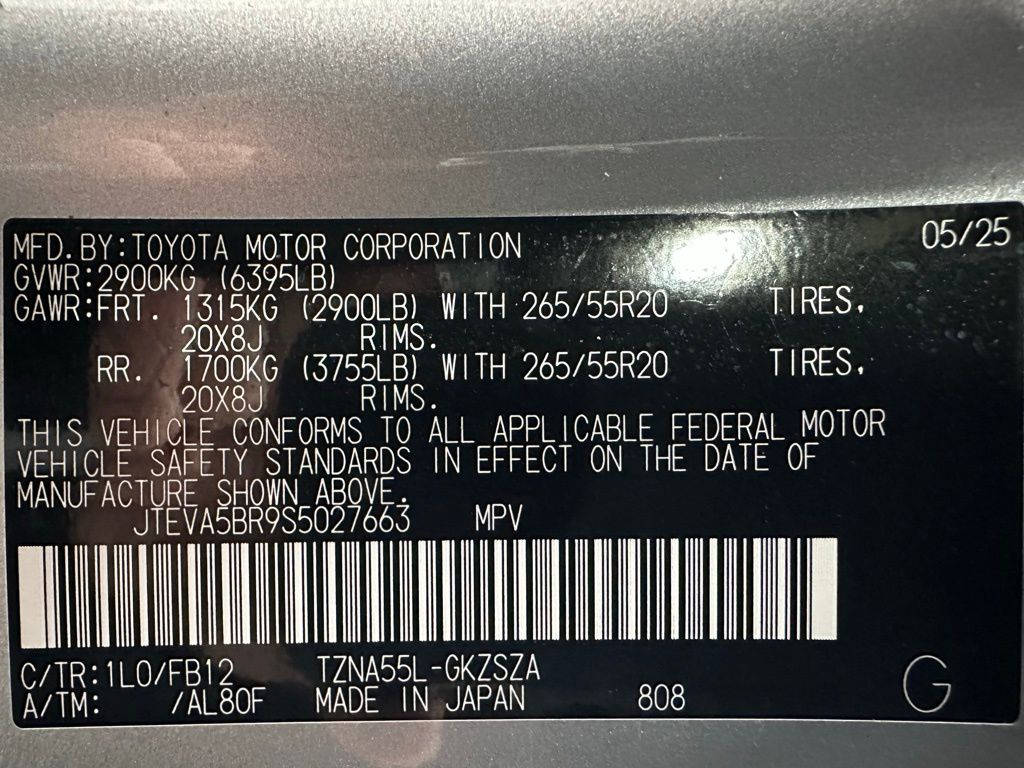 MFD. BY: TOYOTA MOTOR CORPORATION 05/25
GVWR: 2900KG (6395LB)
GAWR: FRT. 1315KG (2900LB) WITH 265/55R20 TIRES,
20X8J RIMS.
RR. 1700KG (3755LB) WITH 265/55R20 TIRES,
20X8J RIMS.
THIS VEHICLE CONFORMS TO ALL APPLICABLE FEDERAL MOTOR
VEHICLE SAFETY STANDARDS IN EFFECT ON THE DATE OF
MANUFACTURE SHOWN ABOVE.
JTEVA5BR9S5027663 MPV
C/TR: 1L0/FB12 TZNA55L-GKZSZA
A/TM: /AL80F MADE IN JAPAN 808 G